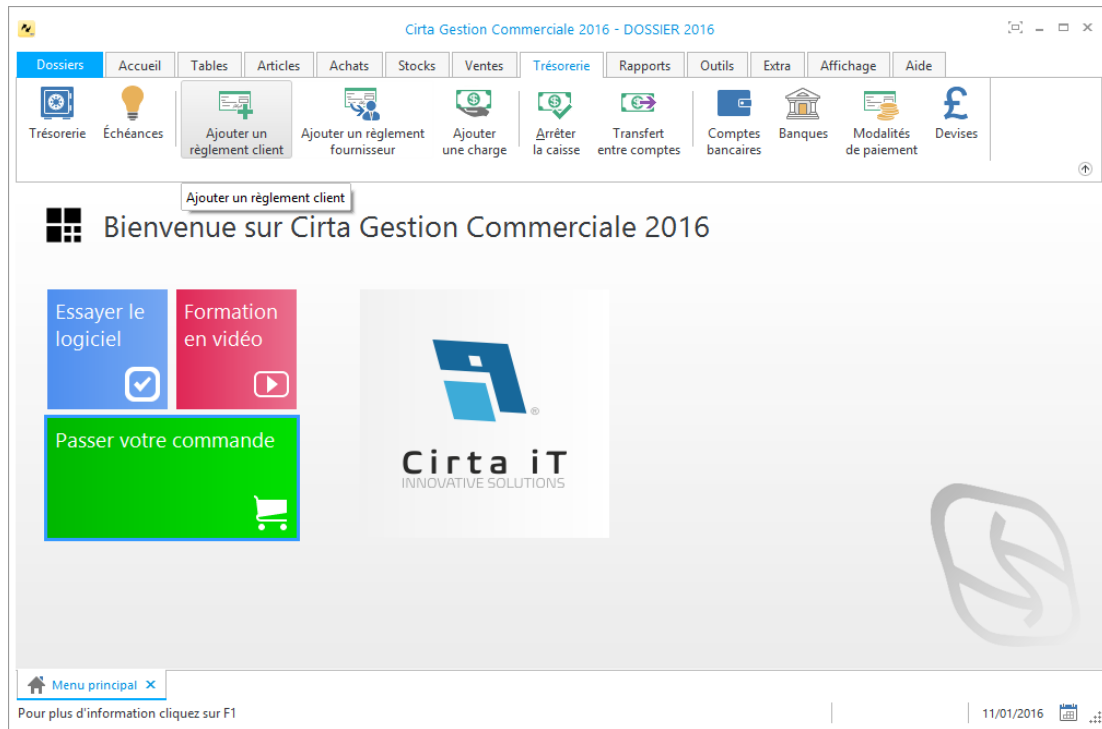 Cirta Gestion Commerciale 2016 - DOSSIER 2016
Dossiers Accueil Tables Articles Achats Stocks Ventes Trésorerie Rapports Outils Extra Affichage Aide
Trésorerie Échéances Ajouter un Ajouter un règlement Ajouter Arrêter Transfert Comptes Banques Modalités Devises
règlement client fournisseur une charge la caisse entre comptes bancaires de paiement
Ajouter un règlement client
Bienvenue sur Cirta Gestion Commerciale 2016
Essayer le Formation
logiciel en vidéo
Passer votre commande
Cirta iT
INNOVATIVE SOLUTIONS
Menu principal
Pour plus d'information cliquez sur F1 11/01/2016